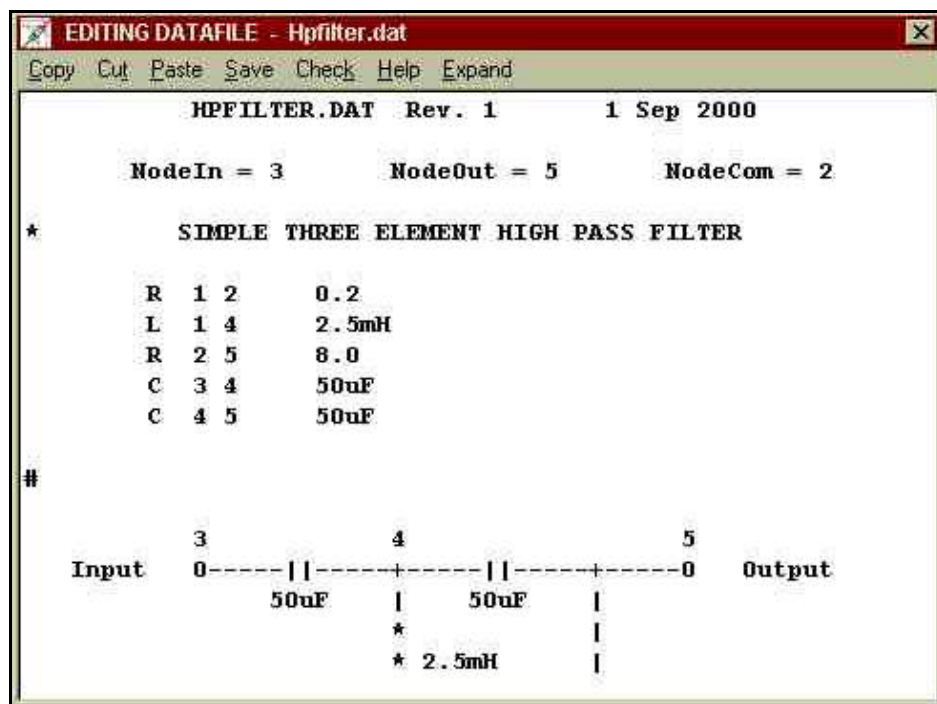 EDITING DATAFILE - Hpfilter.dat
Copy Cut Paste Save Check Help Expand
HPFILTER.DAT Rev. 1 1 Sep 2000
NodeIn = 3 NodeOut = 5 NodeCom = 2
* SIMPLE THREE ELEMENT HIGH PASS FILTER
R 1 2 0.2
L 1 4 2.5mH
R 2 5 8.0
C 3 4 50uF
C 4 5 50uF
#
3 4 5
Input 0-----||-----+-----||-----+-----0 Output
50uF | 50uF |
* |
* 2.5mH |